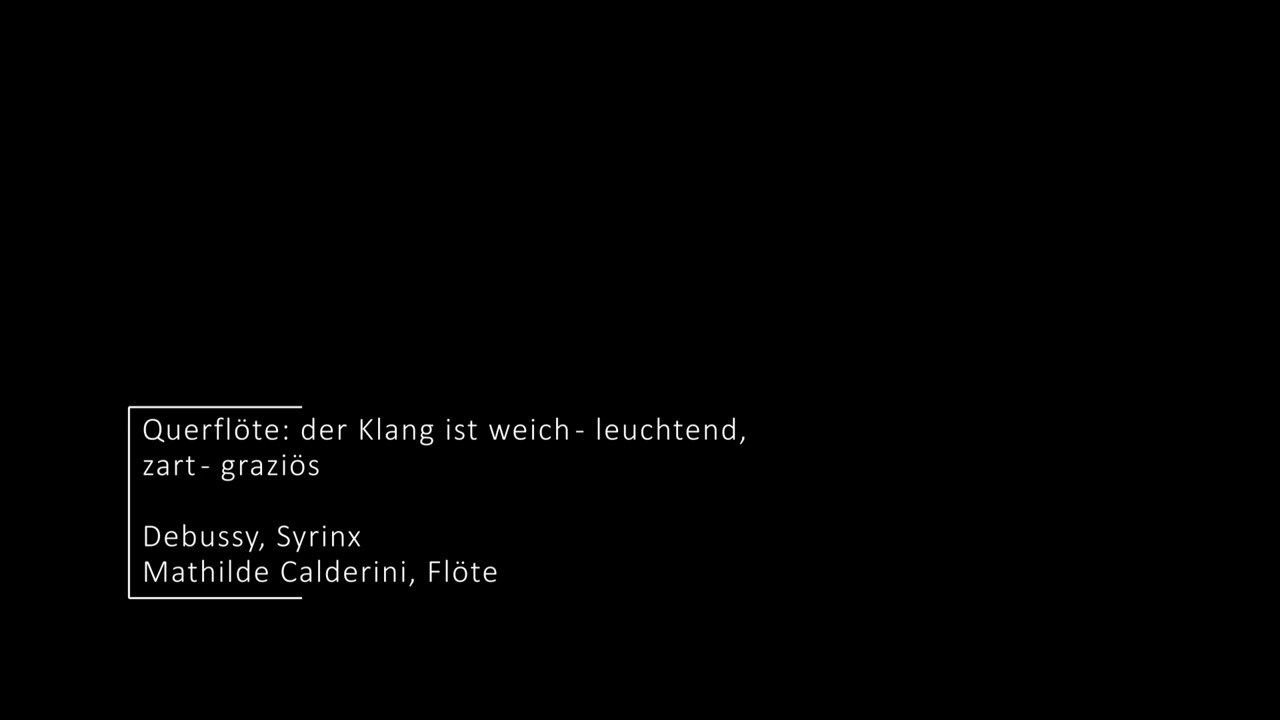 Querflöte: der Klang ist weich - leuchtend,
zart - graziös
Debussy, Syrinx
Mathilde Calderini, Flöte